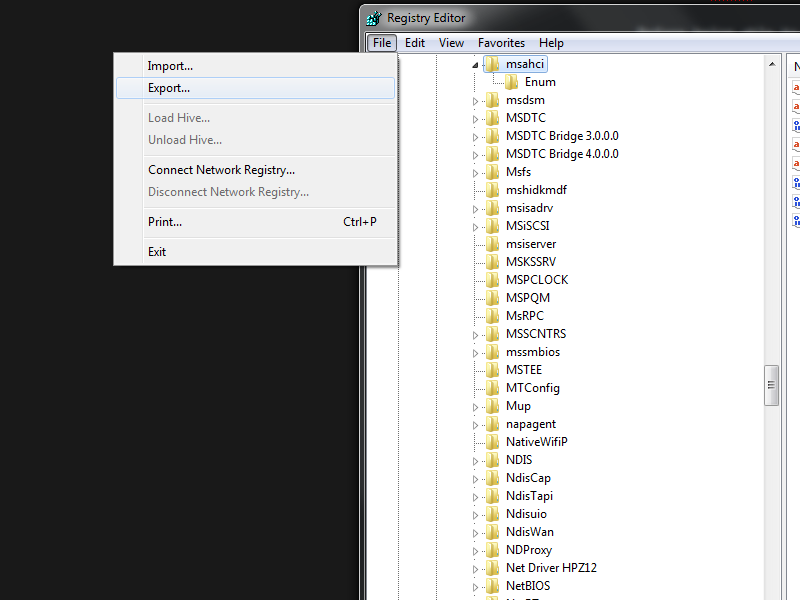 Registry Editor
File Edit View Favorites Help
Import...
Export...
Load Hive...
Unload Hive...
Connect Network Registry...
Disconnect Network Registry...
Print... Ctrl+P
Exit
msahci
Enum
msdsm
MSDTC
MSDTC Bridge 3.0.0.0
MSDTC Bridge 4.0.0.0
Msfs
mshidkmdf
msisadrv
MSiSCSI
msiserver
MSKSSRV
MSPCLOCK
MSPQM
MsRPC
MSSCNTRS
mssmbios
MSTEE
MTConfig
Mup
napagent
NativeWifiP
NDIS
NdisCap
NdisTapi
Ndisuio
NdisWan
NDProxy
Net Driver HPZ12
NetBIOS